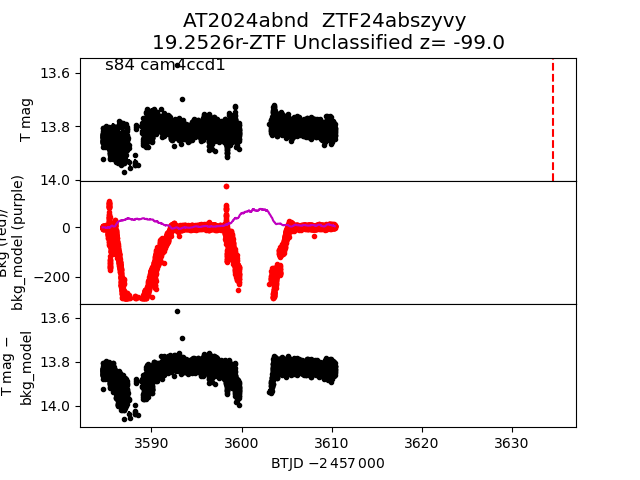 AT2024abnd ZTF24abszyvy
19.2526r-ZTF Unclassified z= -99.0
s84 cam4ccd1
13.6
13.8
14.0
T mag
0
−200
Bkg (red)/
bkg_model (purple)
13.6
13.8
14.0
T mag −
bkg_model
3590 3600 3610 3620 3630
BTJD −2 457 000